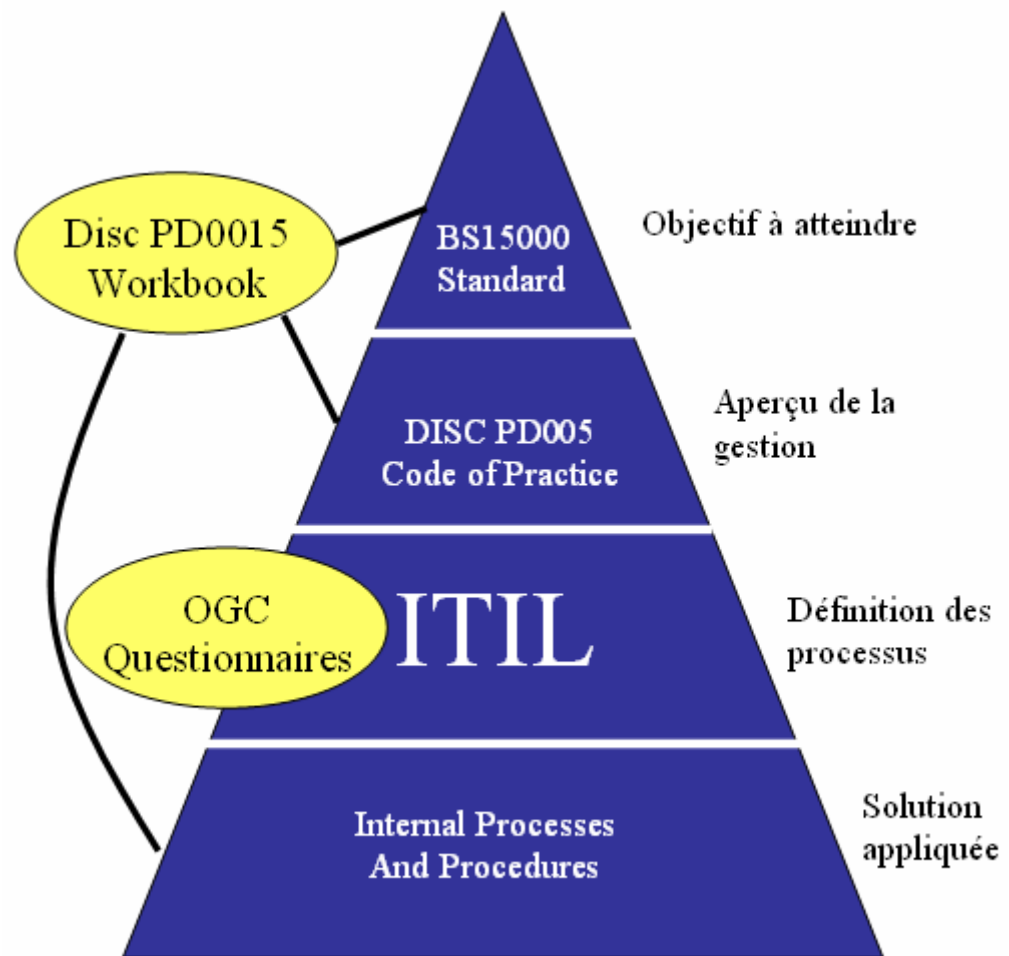 Disc PD0015
Workbook
BS15000
Standard
Objectif à atteindre
DISC PD005
Code of Practice
Aperçu de la
gestion
OGC
Questionnaires
ITIL
Définition des
processus
Internal Processes
And Procedures
Solution
appliquée